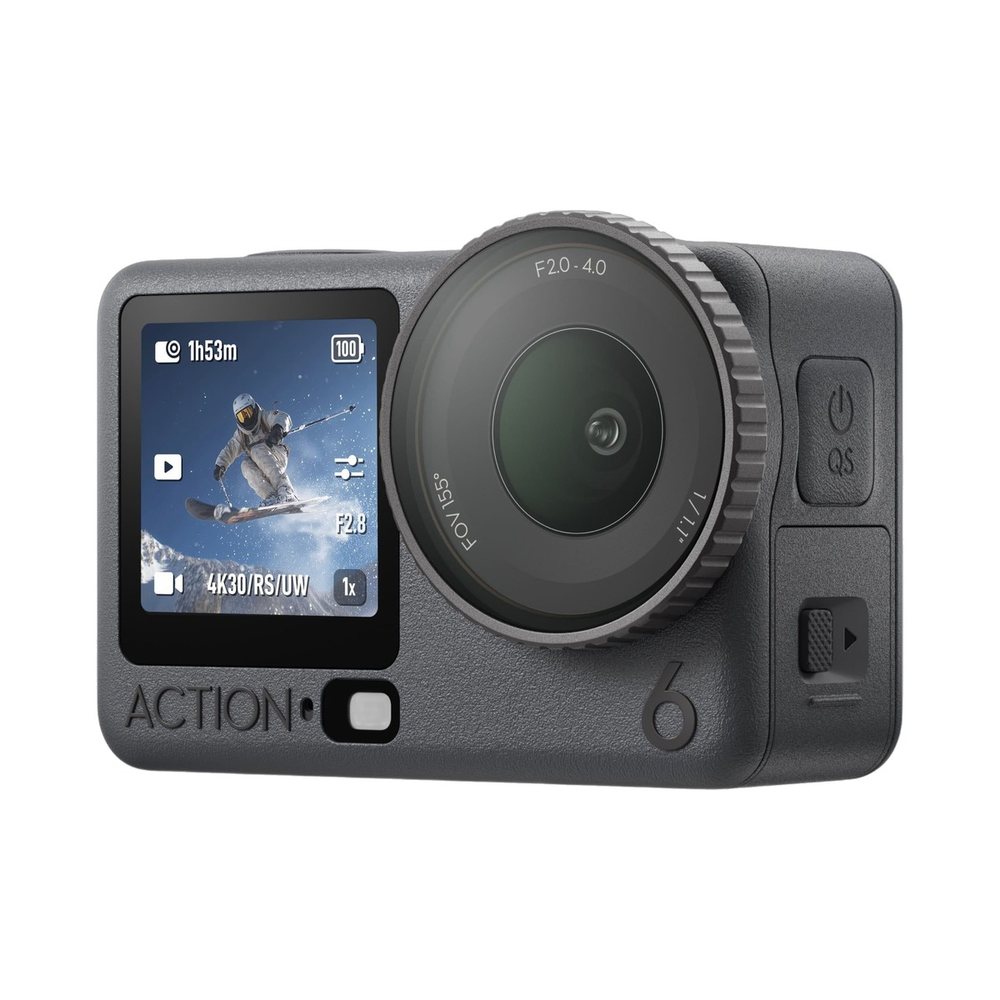 F2.0 - 4.0
FOV 155°
1/1.1"
1h53m
100
F2.8
4K30/RS/UW
1x
QS
ACTION
6